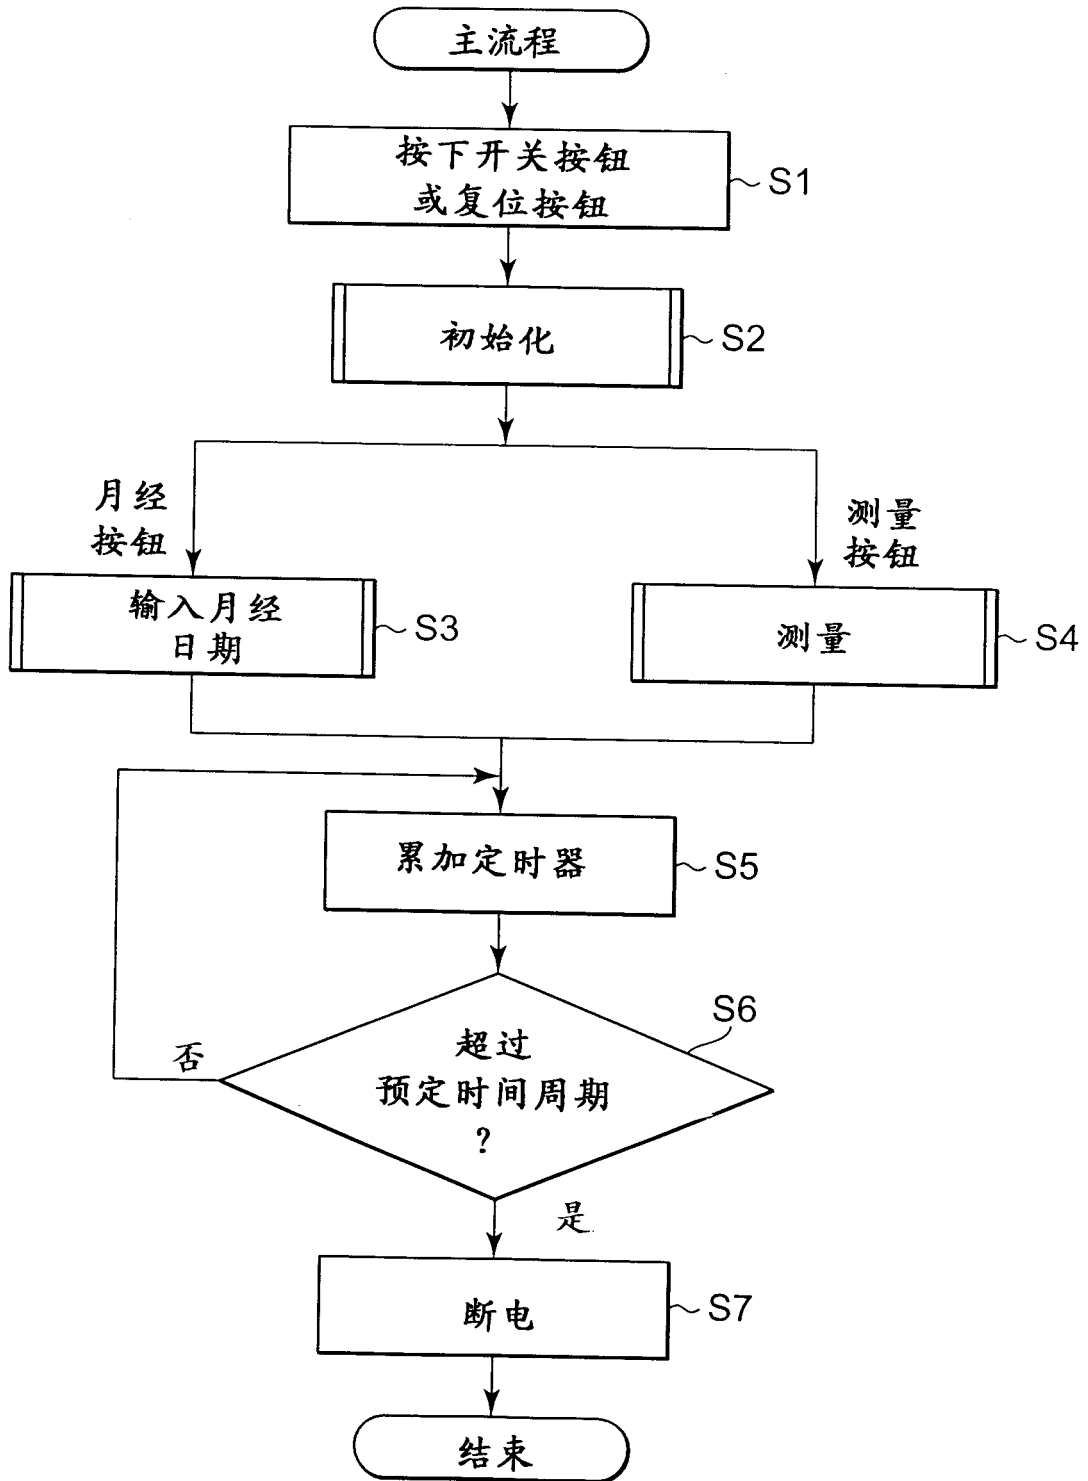 主流程
按下开关按钮
或复位按钮
S1
初始化
S2
月经
按钮
测量
按钮
输入月经
日期
S3
测量
S4
累加定时器
S5
S6
超过
预定时间周期
?
否
是
断电
S7
结束